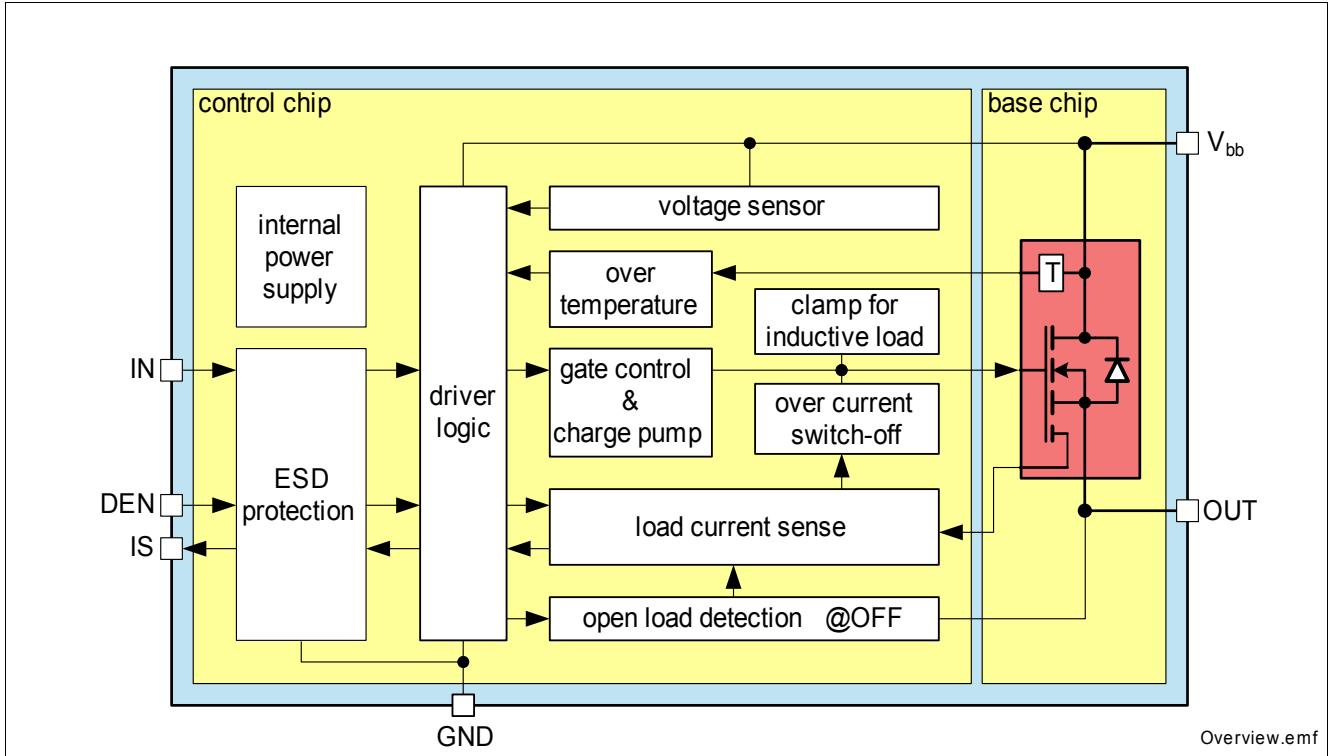 control chip
base chip
Vbb
voltage sensor
internal
power
supply
over
temperature
T
clamp for
inductive load
IN
gate control
&
charge pump
driver
logic
over current
switch-off
ESD
protection
DEN
load current sense
OUT
IS
open load detection @OFF
GND
Overview.emf